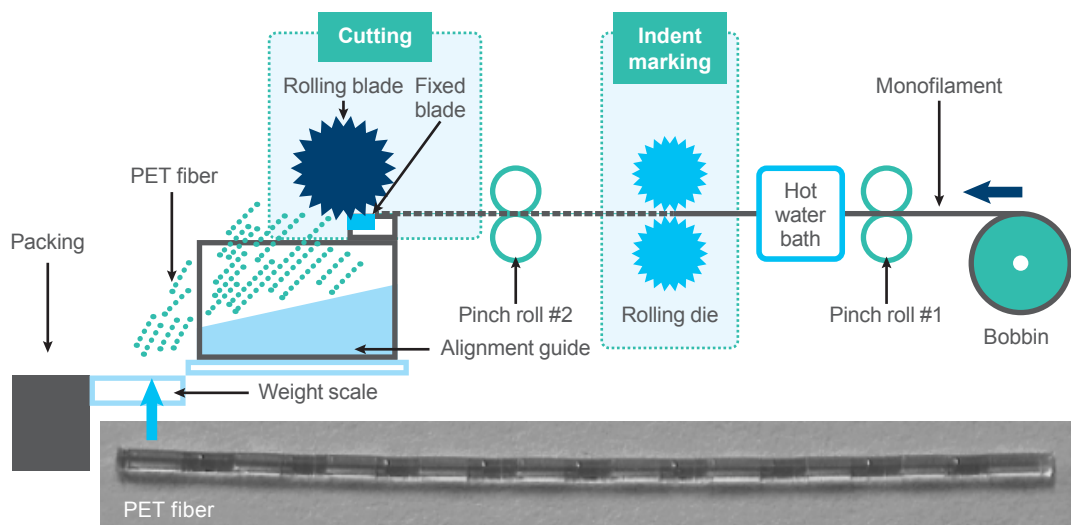 Cutting
Indent
marking
Rolling blade
Fixed
blade
Monofilament
PET fiber
Hot
water
bath
Packing
Pinch roll #2
Rolling die
Pinch roll #1
Bobbin
Alignment guide
Weight scale
PET fiber